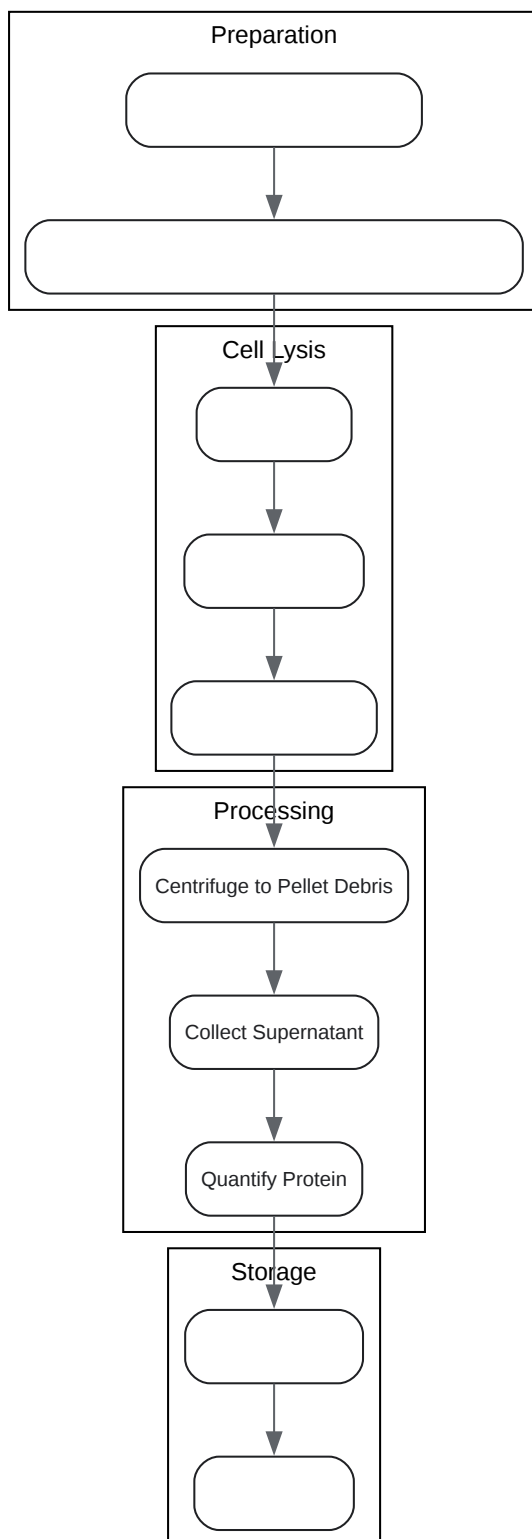 Preparation
Cell Lysis
Processing
Centrifuge to Pellet Debris
Collect Supernatant
Quantify Protein
Storage